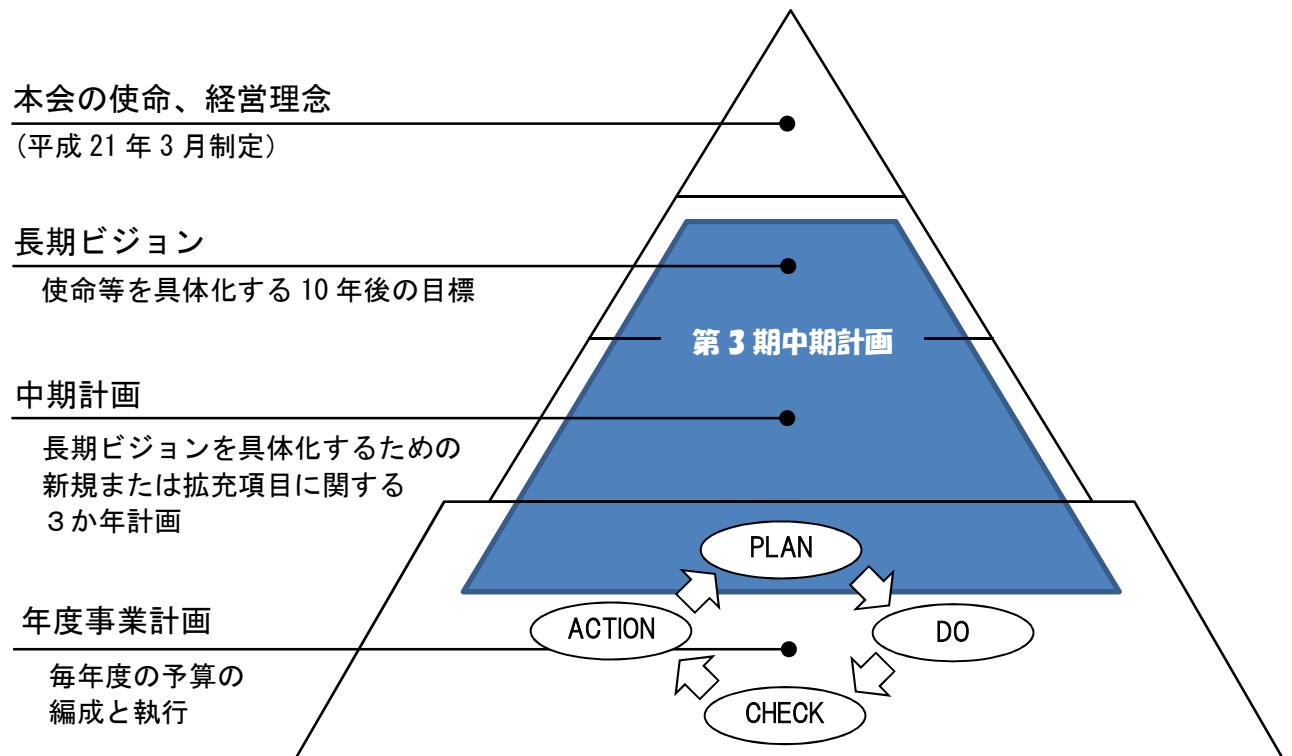 本会の使命、経営理念
(平成 21 年 3 月制定)
長期ビジョン
使命等を具体化する 10 年後の目標
第 3 期中期計画
中期計画
長期ビジョンを具体化するための
新規または拡充項目に関する
３か年計画
PLAN
年度事業計画
ACTION
DO
毎年度の予算の
編成と執行
CHECK